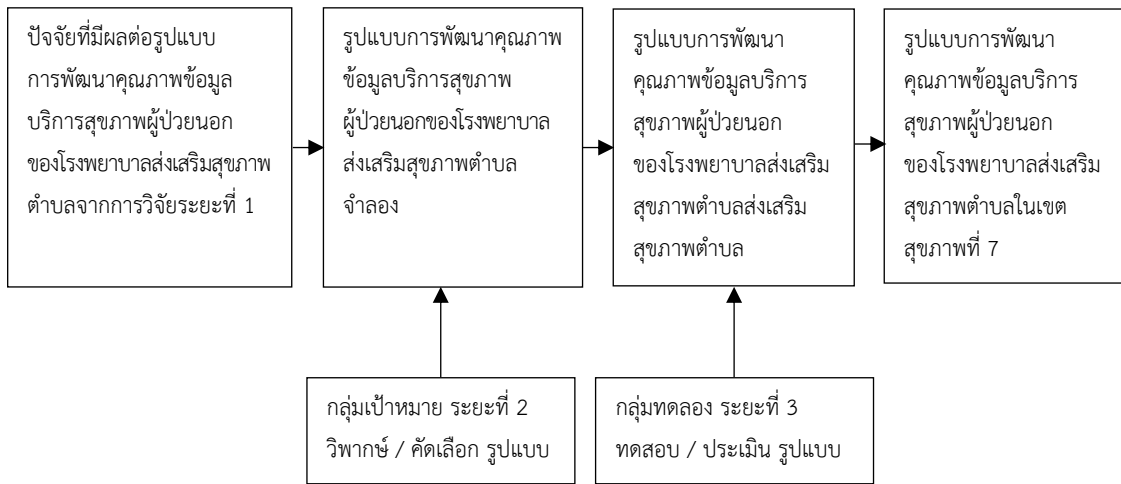 ปัจจัยที่มีผลต่อรูปแบบ
การพัฒนาคุณภาพข้อมูล
บริการสุขภาพผู้ป่วยนอก
ของโรงพยาบาลส่งเสริมสุขภาพ
ตำบลจากการวิจัยระยะที่ 1
รูปแบบการพัฒนาคุณภาพ
ข้อมูลบริการสุขภาพ
ผู้ป่วยนอกของโรงพยาบาล
ส่งเสริมสุขภาพตำบล
จำลอง
รูปแบบการพัฒนา
คุณภาพข้อมูลบริการ
สุขภาพผู้ป่วยนอก
ของโรงพยาบาลส่งเสริม
สุขภาพตำบลส่งเสริม
สุขภาพตำบล
รูปแบบการพัฒนา
คุณภาพข้อมูลบริการ
สุขภาพผู้ป่วยนอก
ของโรงพยาบาลส่งเสริม
สุขภาพตำบลในเขต
สุขภาพที่ 7
กลุ่มเป้าหมาย ระยะที่ 2
วิพากษ์ / คัดเลือก รูปแบบ
กลุ่มทดลอง ระยะที่ 3
ทดสอบ / ประเมิน รูปแบบ